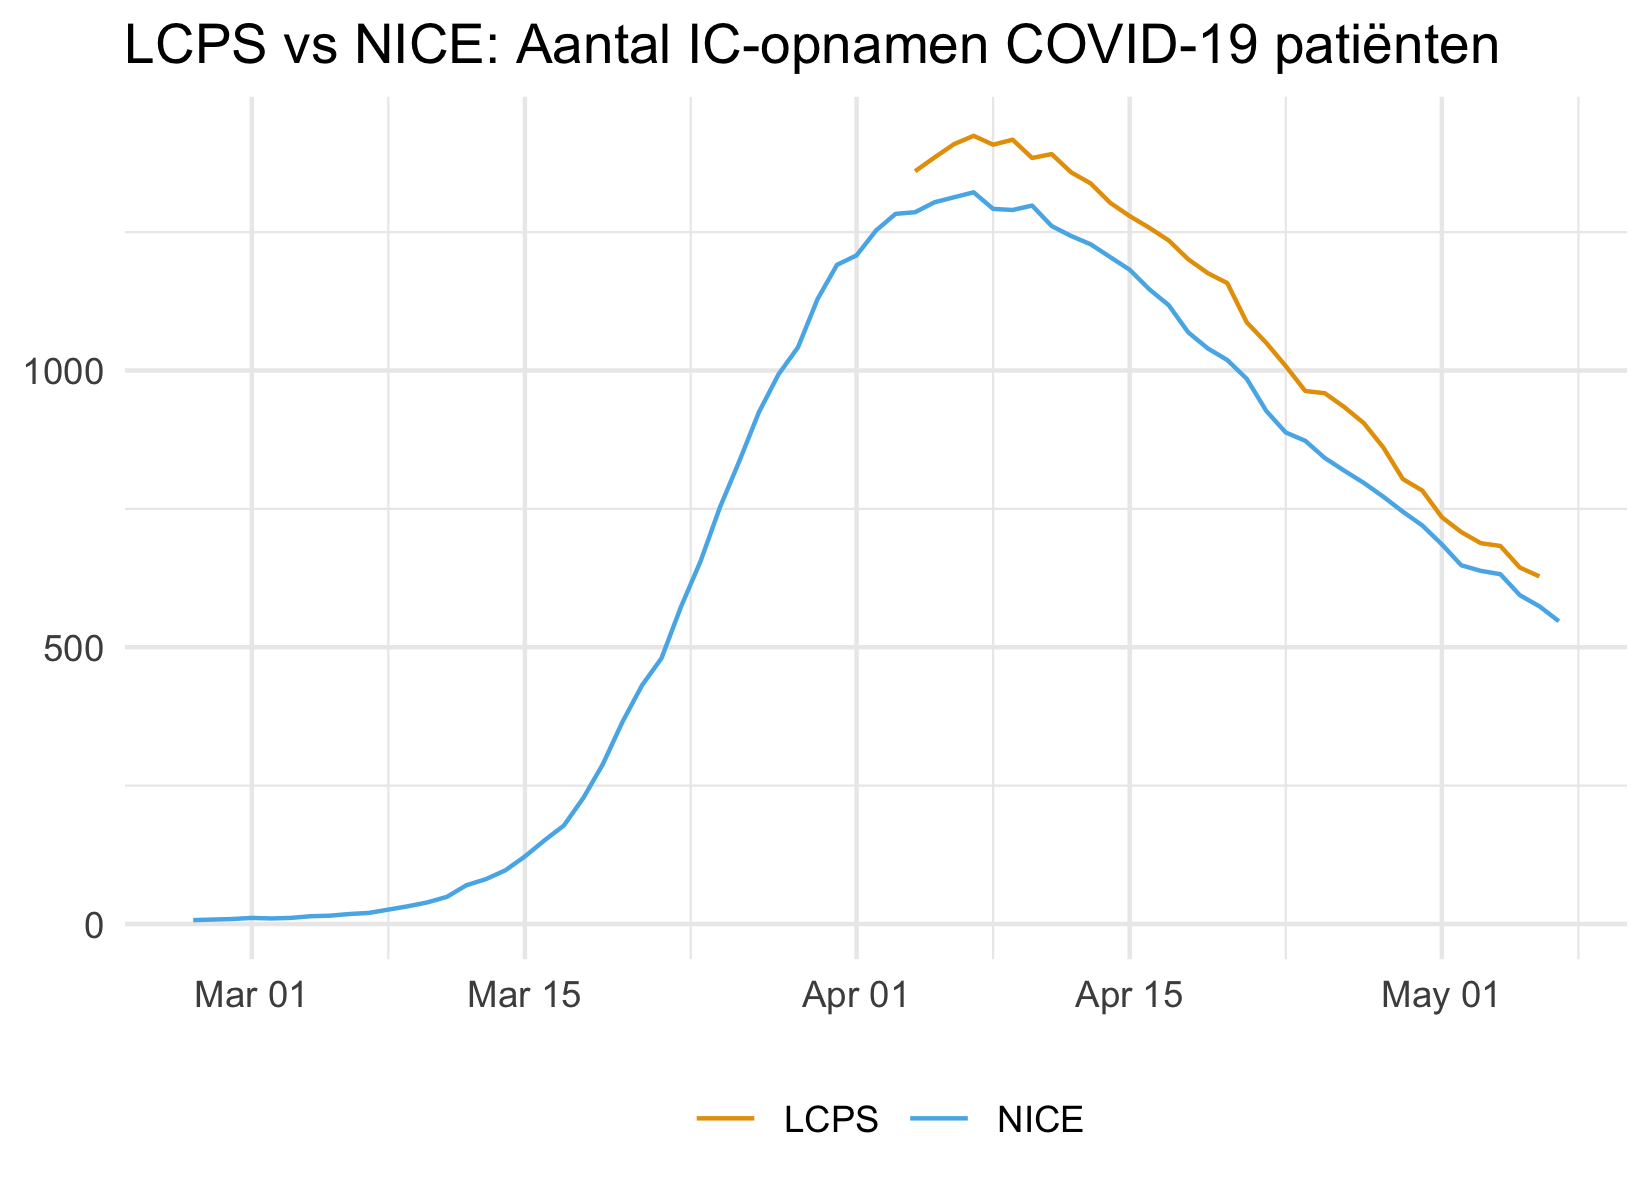 LCPS vs NICE: Aantal IC-opnamen COVID-19 patiënten
1000
500
0
Mar 01 Mar 15 Apr 01 Apr 15 May 01
LCPS NICE